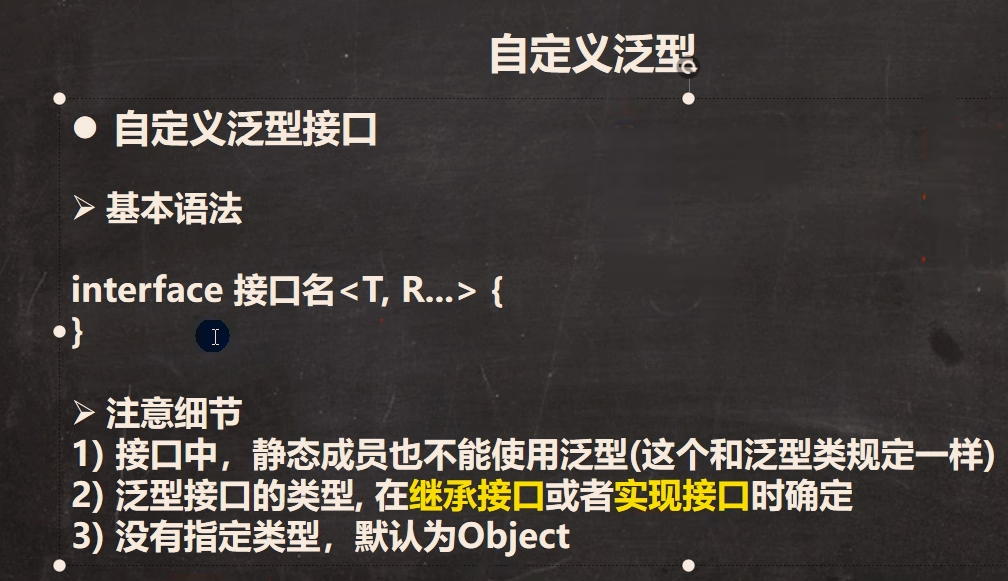 自定义泛型
● 自定义泛型接口
➢ 基本语法
interface 接口名<T, R...> {
}
➢ 注意细节
1) 接口中，静态成员也不能使用泛型(这个和泛型类规定一样)
2) 泛型接口的类型, 在继承接口或者实现接口时确定
3) 没有指定类型，默认为Object